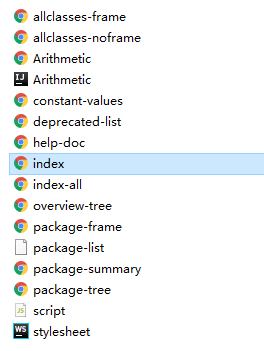 allclasses-frame
allclasses-noframe
Arithmetic
Arithmetic
constant-values
deprecated-list
help-doc
index
index-all
overview-tree
package-frame
package-list
package-summary
package-tree
script
stylesheet